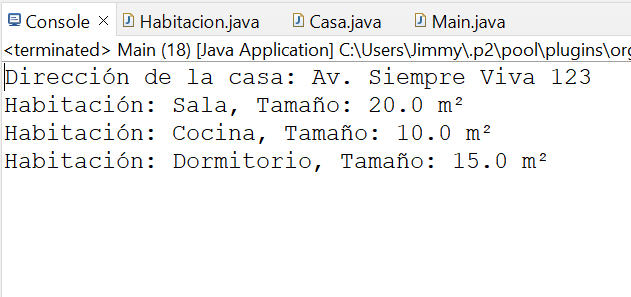 Console Habitacion.java Casa.java Main.java
<terminated> Main (18) [Java Application] C:\Users\Jimmy\.p2\pool\plugins\org
Dirección de la casa: Av. Siempre Viva 123
Habitación: Sala, Tamaño: 20.0 m²
Habitación: Cocina, Tamaño: 10.0 m²
Habitación: Dormitorio, Tamaño: 15.0 m²